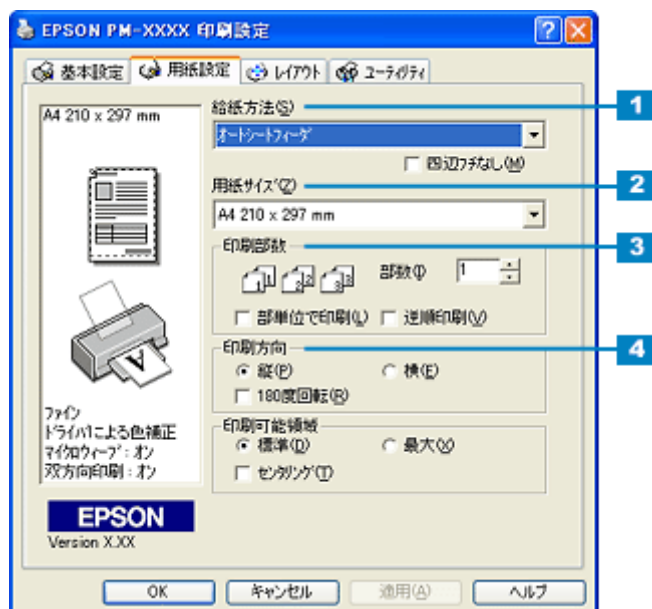 EPSON PM-XXXX 印刷設定
基本設定 用紙設定 レイアウト ユーティリティ
A4 210 x 297 mm
給紙方法(S)
1
オートシートフィーダ
四辺フチなし(M)
用紙サイズ(Z)
2
A4 210 x 297 mm
印刷部数
3
1 1 2 2 3 3
部数(I)
1
部単位で印刷(L) 逆順印刷(V)
印刷方向
4
縦(P) 横(E)
180度回転(R)
A
ファイン
ドライバによる色補正
マイクロウィーブ：オン
双方向印刷：オン
印刷可能領域
標準(D) 最大(X)
センタリング(T)
EPSON
Version X.XX
OK キャンセル 適用(A) ヘルプ